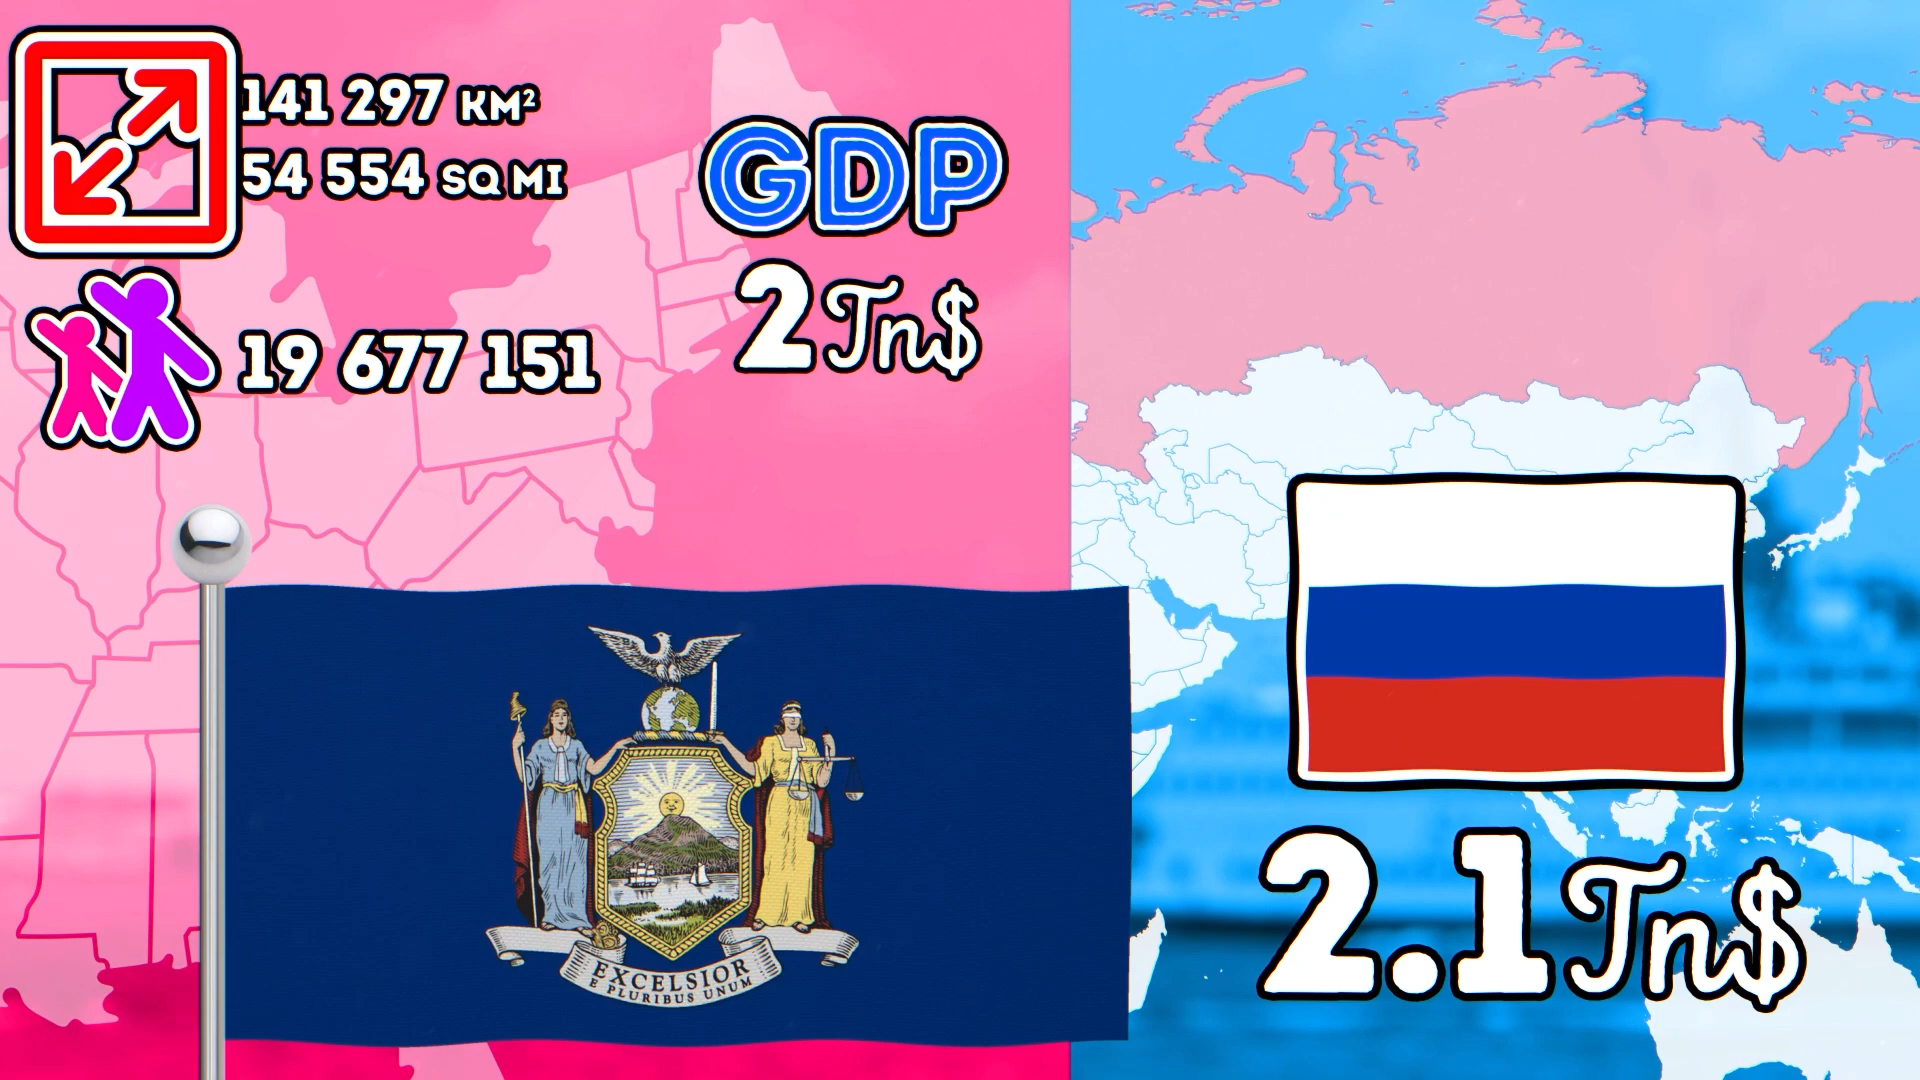 141 297 KM²
54 554 SQ MI
19 677 151
GDP
2 Tn$
EXCELSIOR
E PLURIBUS UNUM
2.1 Tn$